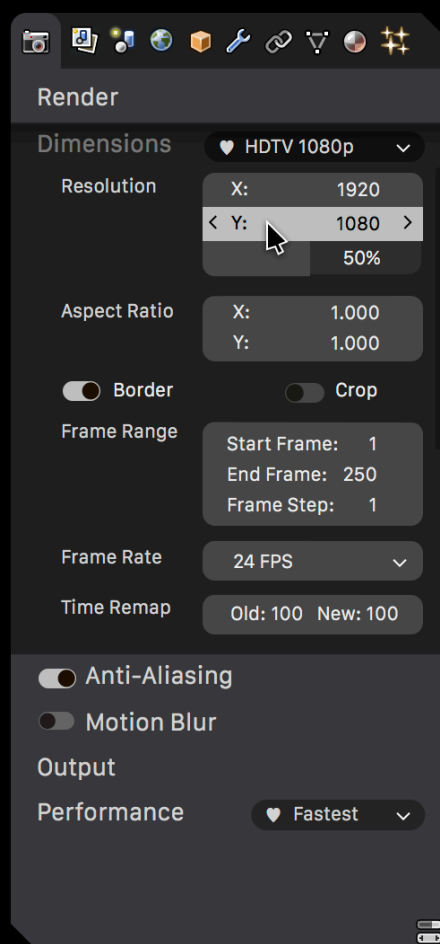 Render
Dimensions HDTV 1080p
Resolution X: 1920
Y: 1080
50%
Aspect Ratio X: 1.000
Y: 1.000
Border Crop
Frame Range Start Frame: 1
End Frame: 250
Frame Step: 1
Frame Rate 24 FPS
Time Remap Old: 100 New: 100
Anti-Aliasing
Motion Blur
Output
Performance Fastest